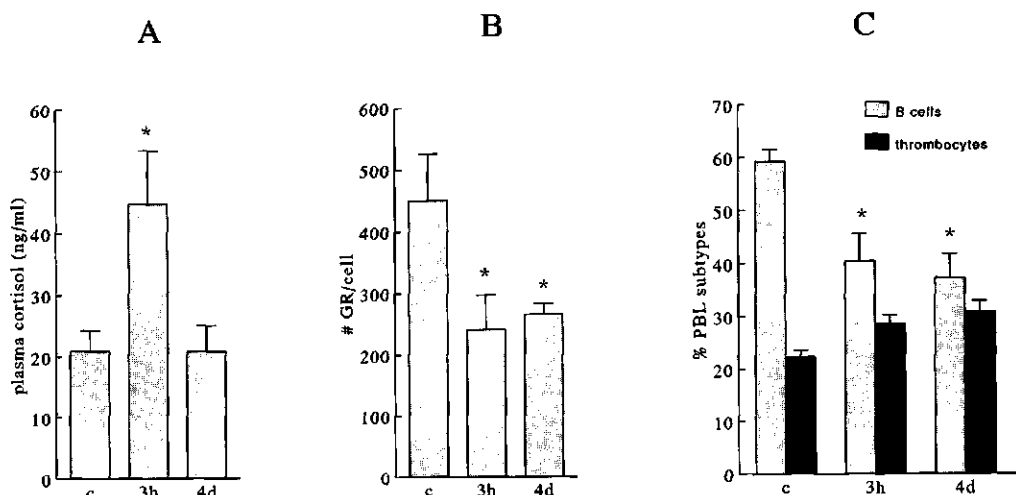 A
B
C
plasma cortisol (ng/ml)
60
50
40
30
20
10
0
*
c
3h
4d
# GR/cell
600
500
400
300
200
100
0
*
*
c
3h
4d
% PBL subtypes
70
60
50
40
30
20
10
0
B cells
thrombocytes
*
*
c
3h
4d